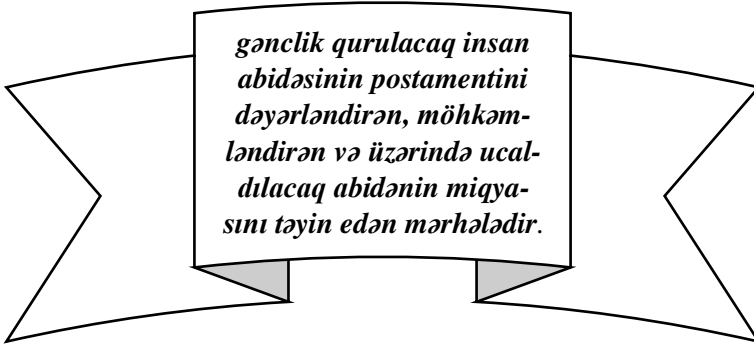 gənclik qurulacaq insan
abidəsinin postamentini
dəyərləndirən, möhkəm-
ləndirən və üzərində ucal-
dılacaq abidənin miqya-
sını təyin edən mərhələdir.